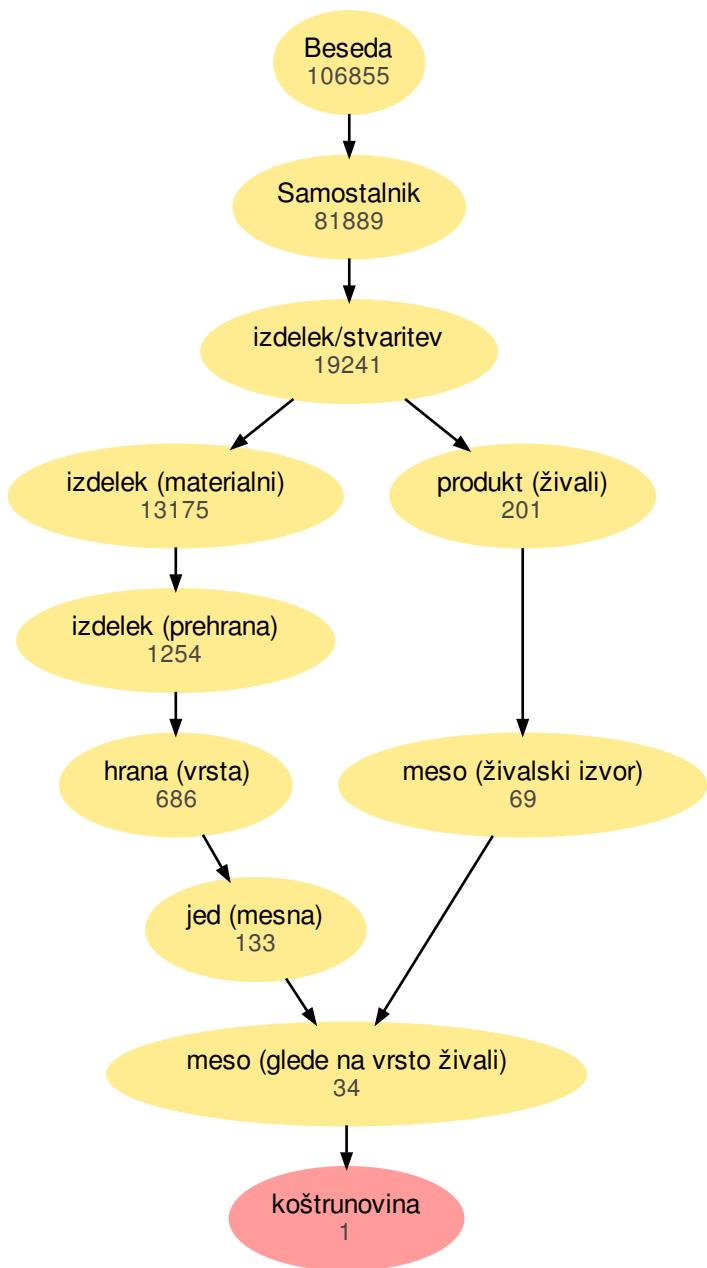 Beseda
106855
Samostalnik
81889
izdelek/stvaritev
19241
izdelek (materialni)
13175
produkt (živali)
201
izdelek (prehrana)
1254
hrana (vrsta)
686
meso (živalski izvor)
69
jed (mesna)
133
meso (glede na vrsto živali)
34
koštrunovina
1